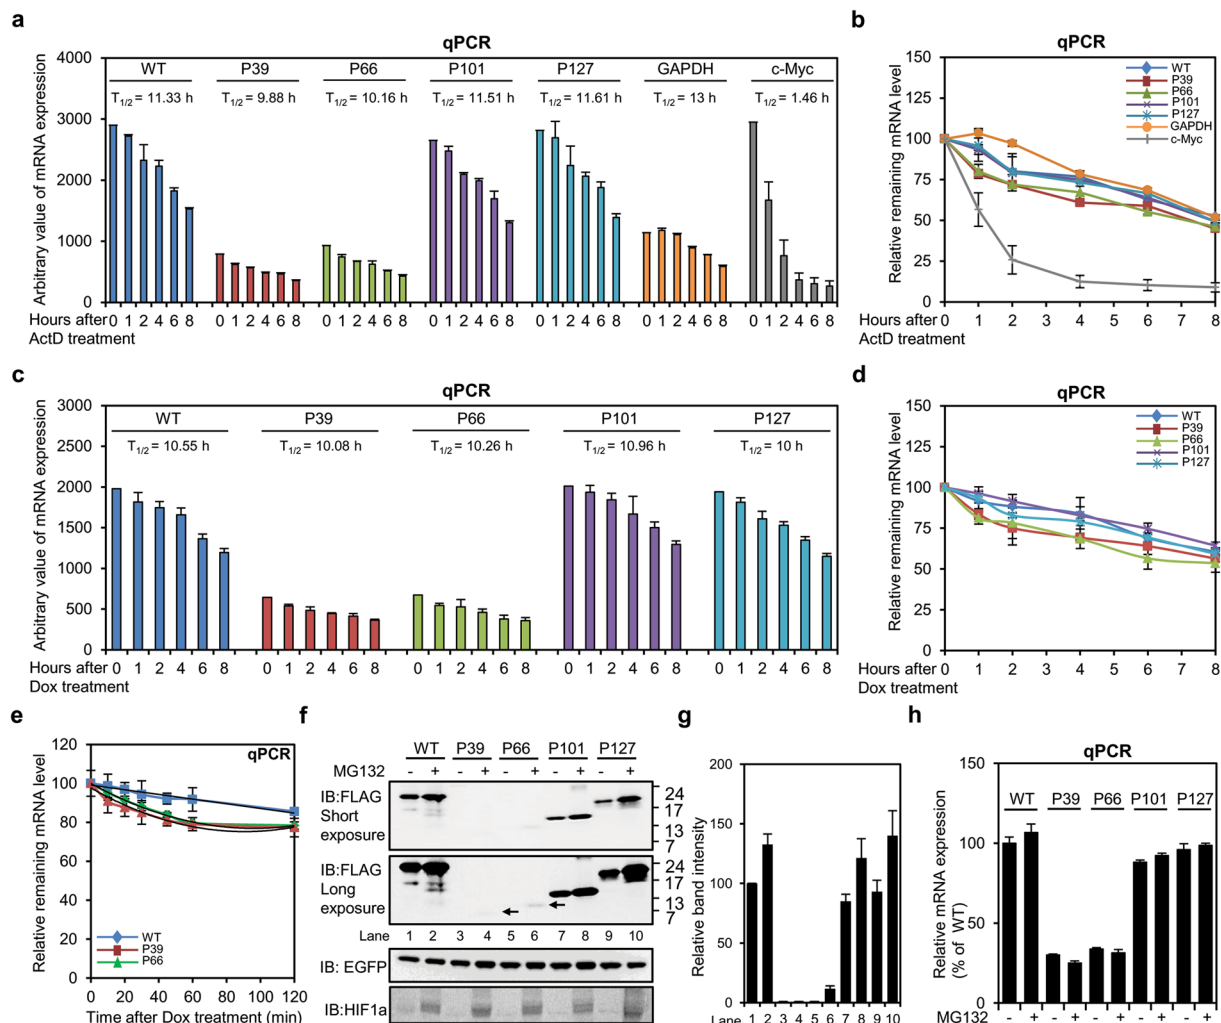 a
qPCR
Arbitrary value of mRNA expression
4000
3000
2000
1000
0
WT P39 P66 P101 P127 GAPDH c-Myc
T1/2 = 11.33 h T1/2 = 9.88 h T1/2 = 10.16 h T1/2 = 11.51 h T1/2 = 11.61 h T1/2 = 13 h T1/2 = 1.46 h
Hours after 0 1 2 4 6 8 0 1 2 4 6 8 0 1 2 4 6 8 0 1 2 4 6 8 0 1 2 4 6 8 0 1 2 4 6 8 0 1 2 4 6 8
ActD treatment
b
qPCR
Relative remaining mRNA level
150
125
100
75
50
25
0
WT
P39
P66
P101
P127
GAPDH
c-Myc
Hours after 0 1 2 3 4 5 6 7 8
ActD treatment
c
qPCR
Arbitrary value of mRNA expression
3000
2500
2000
1500
1000
500
0
WT P39 P66 P101 P127
T1/2 = 10.55 h T1/2 = 10.08 h T1/2 = 10.26 h T1/2 = 10.96 h T1/2 = 10 h
Hours after 0 1 2 4 6 8 0 1 2 4 6 8 0 1 2 4 6 8 0 1 2 4 6 8 0 1 2 4 6 8
Dox treatment
d
qPCR
Relative remaining mRNA level
150
125
100
75
50
25
0
WT
P39
P66
P101
P127
Hours after 0 1 2 3 4 5 6 7 8
Dox treatment
e
qPCR
Relative remaining mRNA level
120
100
80
60
40
20
0
WT
P39
P66
0 20 40 60 80 100 120
Time after Dox treatment (min)
f
WT P39 P66 P101 P127
MG132 - + - + - + - + - +
IB:FLAG
Short
exposure
24
17
13
7
IB:FLAG
Long
exposure
24
17
13
7
Lane 1 2 3 4 5 6 7 8 9 10
IB: EGFP
IB:HIF1a
g
Relative band intensity
200
150
100
50
0
Lane 1 2 3 4 5 6 7 8 9 10
h
qPCR
Relative mRNA expression
(% of WT)
150
100
50
0
WT P39 P66 P101 P127
MG132 - + - + - + - + - +